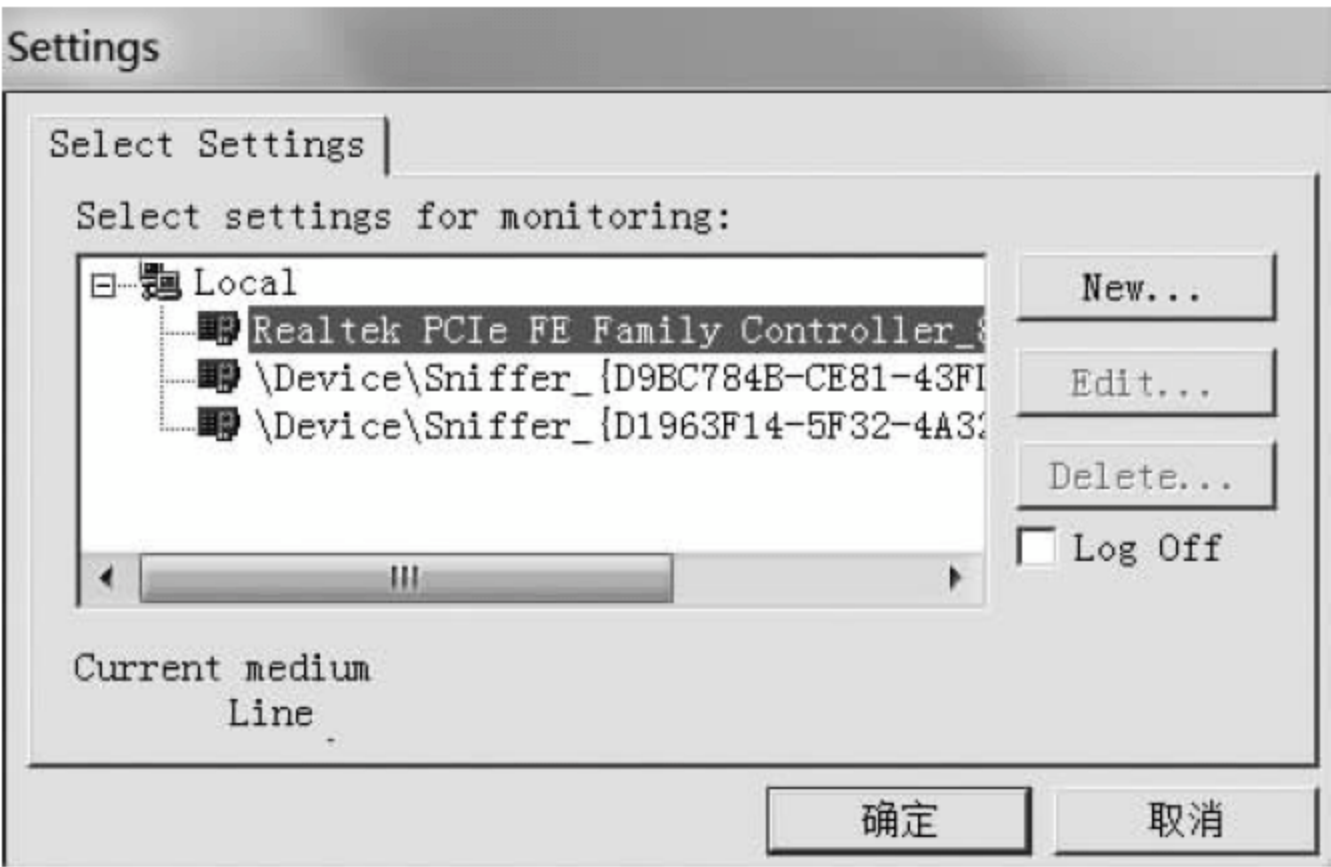 Settings
Select Settings
Select settings for monitoring:
Local
Realtek PCIe FE Family Controller_
\Device\Sniffer_{D9BC784B-CE81-43F
\Device\Sniffer_{D1963F14-5F32-4A32
New...
Edit...
Delete...
Log Off
Current medium
Line
确定
取消